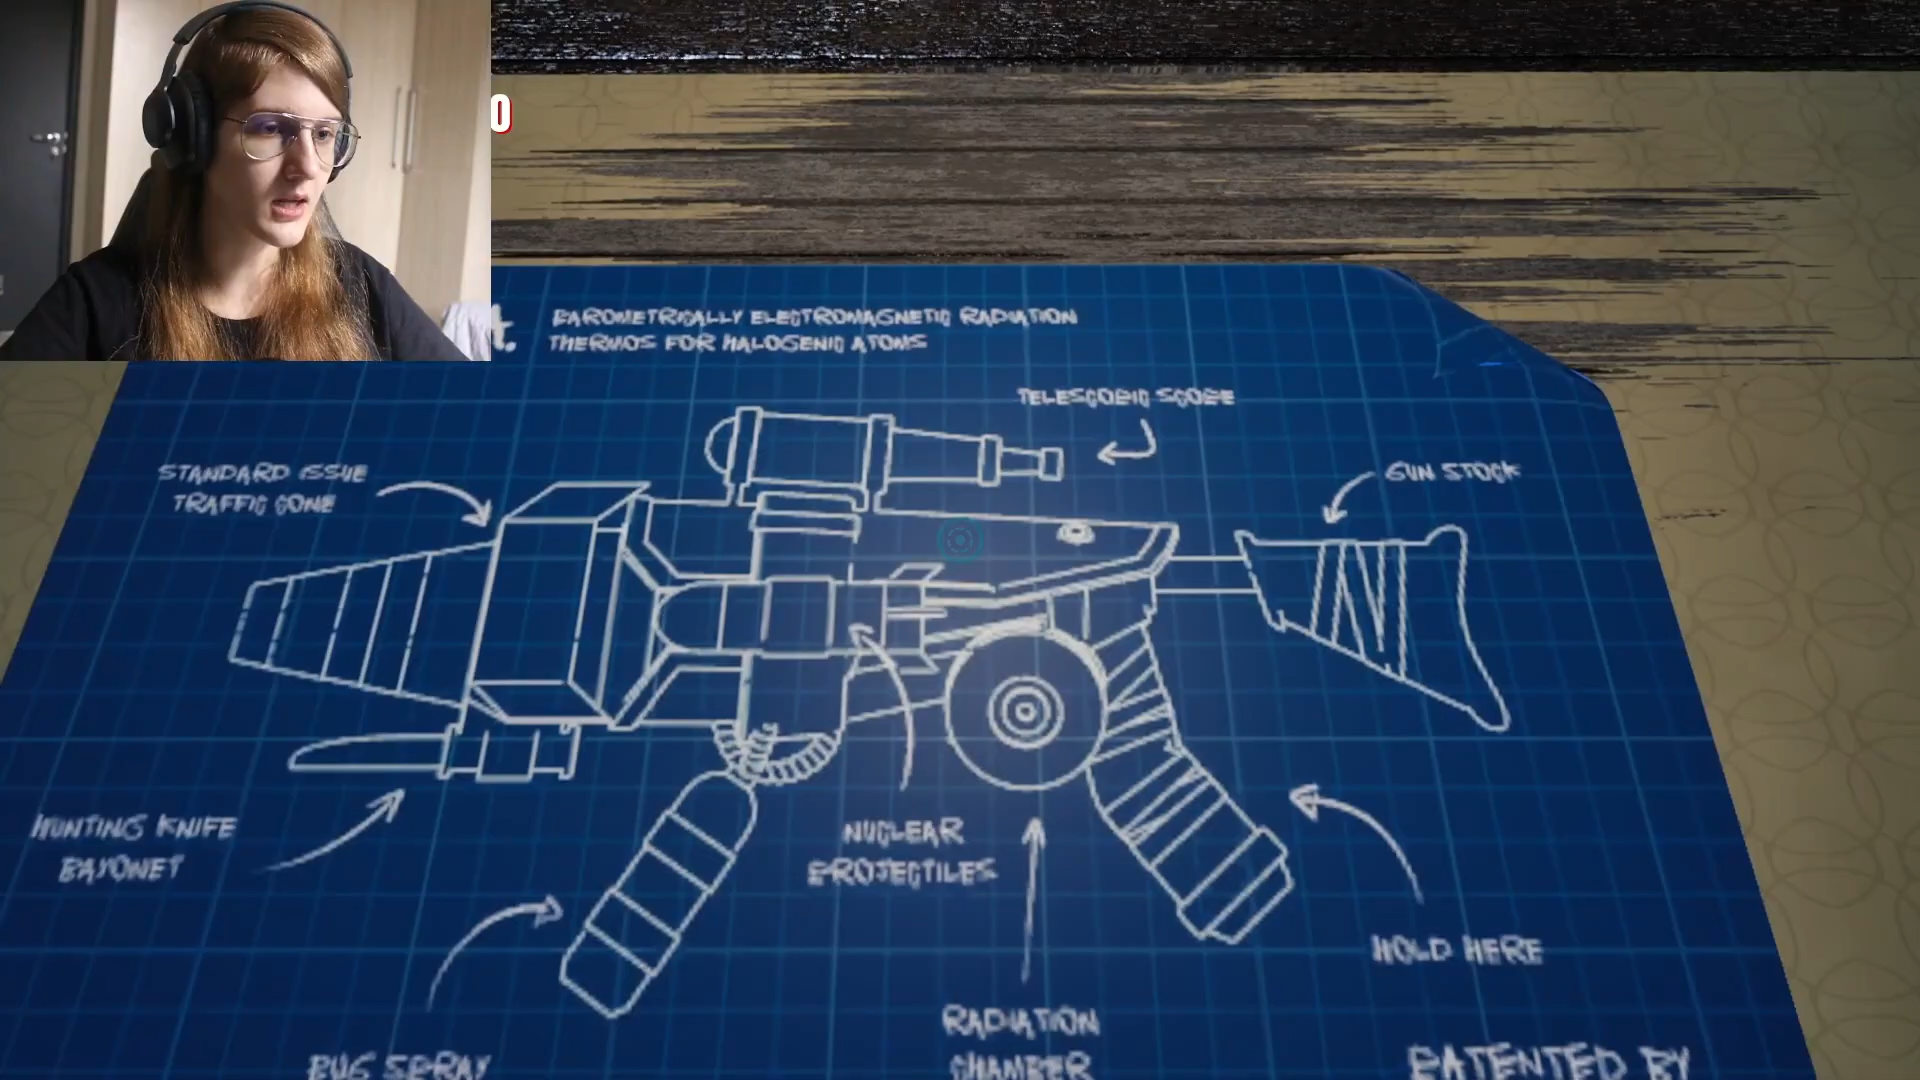 0
BAROMETRICALLY ELECTROMAGNETIC RADIATION
THERMOS FOR HALOGENIC ATOMS
TELESCOPIC SCOPE
STANDARD ISSUE
TRAFFIC CONE
GUN STOCK
HUNTING KNIFE
BAYONET
NUCLEAR
PROJECTILES
HOLD HERE
RADIATION
CHAMBER
BUG SPRAY
PATENTED BY